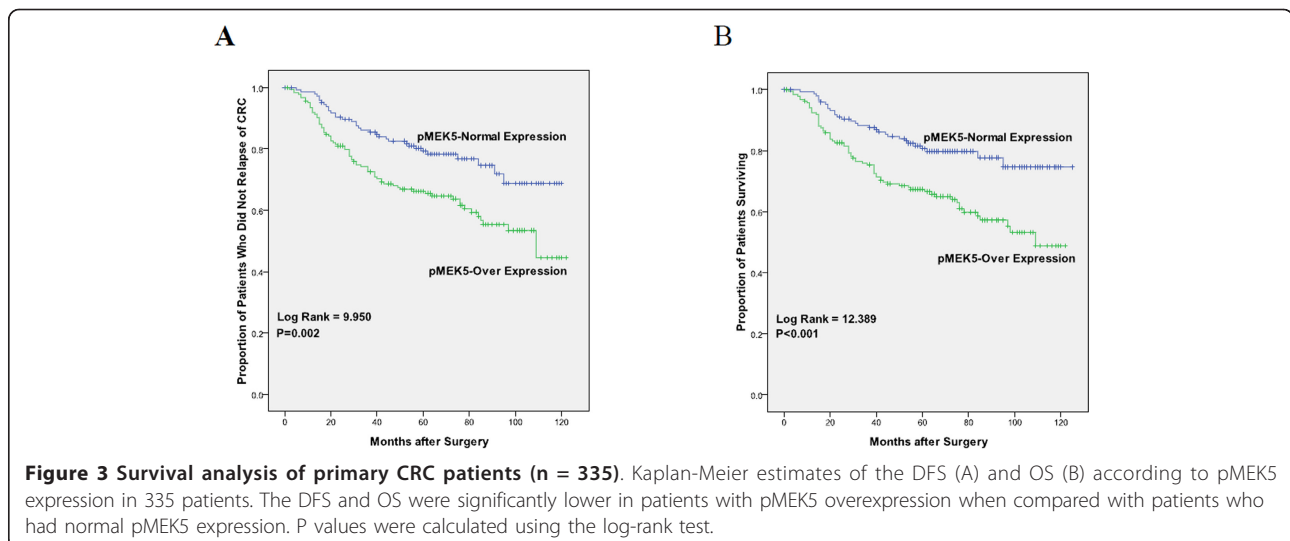 A
B
Proportion of Patients Who Did Not Relapse of CRC
1.0
0.8
0.6
0.4
0.2
0.0
pMEK5-Normal Expression
pMEK5-Over Expression
Log Rank = 9.950
P=0.002
0 20 40 60 80 100 120
Months after Surgery
Proportion of Patients Surviving
1.0
0.8
0.6
0.4
0.2
0.0
pMEK5-Normal Expression
pMEK5-Over Expression
Log Rank = 12.389
P<0.001
0 20 40 60 80 100 120
Months after Surgery
Figure 3 Survival analysis of primary CRC patients (n = 335). Kaplan-Meier estimates of the DFS (A) and OS (B) according to pMEK5
expression in 335 patients. The DFS and OS were significantly lower in patients with pMEK5 overexpression when compared with patients who
had normal pMEK5 expression. P values were calculated using the log-rank test.